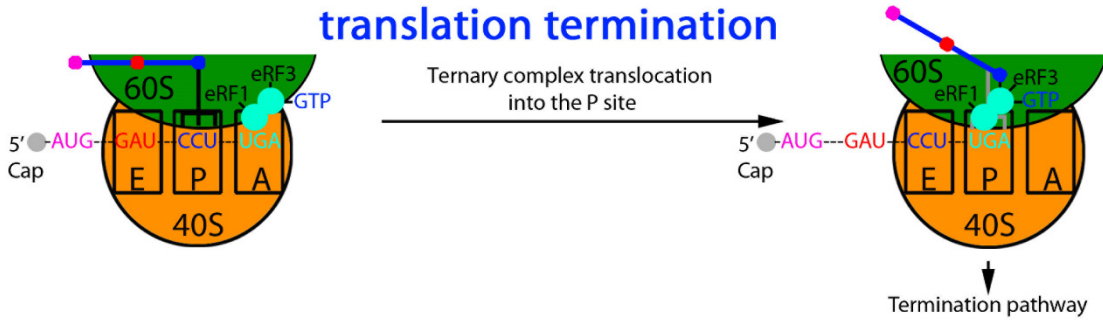 translation termination
60S
eRF1
eRF3
GTP
5' AUG---GAU---CCU---UGA
Cap
E P A
40S
Ternary complex translocation
into the P site
60S
eRF1
eRF3
GTP
5' AUG---GAU---CCU---UGA
Cap
E P A
40S
Termination pathway